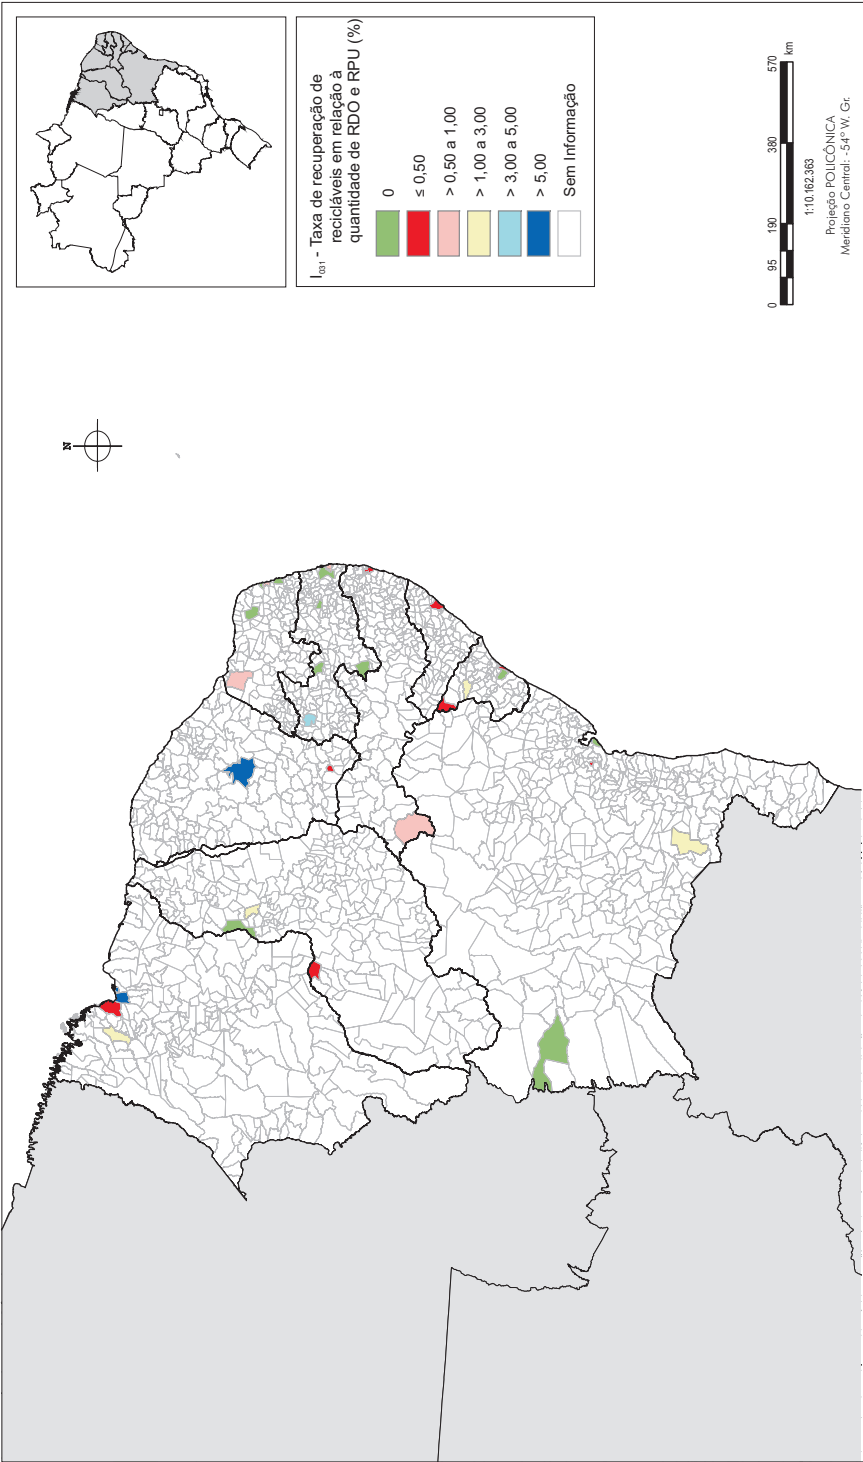 N
I₀₃₁ - Taxa de recuperação de
recicláveis em relação à
quantidade de RDO e RPU (%)
0
≤ 0,50
> 0,50 a 1,00
> 1,00 a 3,00
> 3,00 a 5,00
> 5,00
Sem Informação
0 95 190 380 570
km
1:10.162.363
Projeção POLICÔNICA
Meridiano Central: -54° W. Gr.